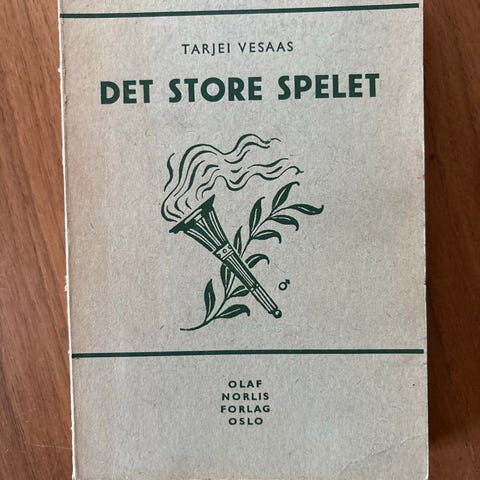 TARJEI VESAAS
DET STORE SPELET
OLAF
NORLIS
FORLAG
OSLO